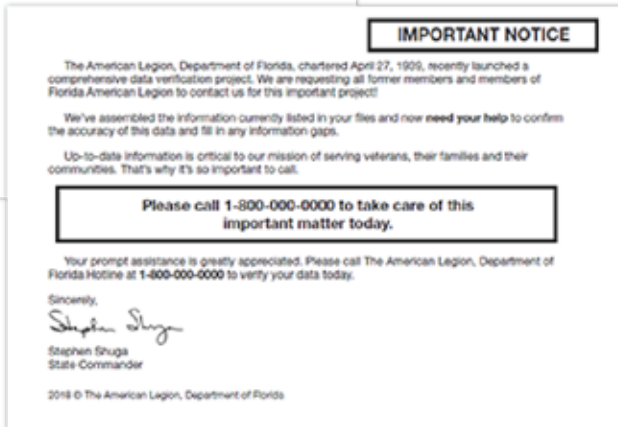 IMPORTANT NOTICE
The American Legion, Department of Florida, chartered April 27, 1909, recently launched a
comprehensive data verification project. We are requesting all former members and members of
Florida American Legion to contact us for this important project!
We've assembled the information currently listed in your files and now need your help to confirm
the accuracy of this data and fill in any information gaps.
Up-to-date information is critical to our mission of serving veterans, their families and their
communities. That's why it's so important to call.
Please call 1-800-000-0000 to take care of this
important matter today.
Your prompt assistance is greatly appreciated. Please call The American Legion, Department of
Florida Hotline at 1-800-000-0000 to verify your data today.
Sincerely,
Stephen Shuga
Stephen Shuga
State Commander
2018 © The American Legion, Department of Florida